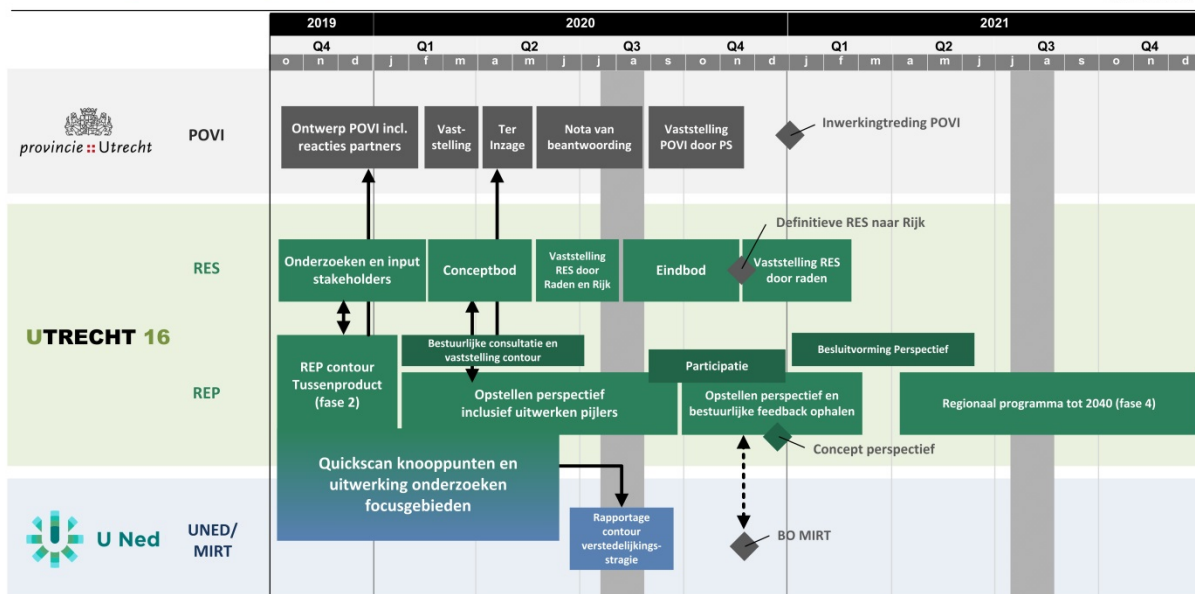 2019 2020 2021
Q4 Q1 Q2 Q3 Q4 Q1 Q2 Q3 Q4
o n d j f m a m j j a s o n d j f m a m j j a s o n d
provincie :: Utrecht
POVI
Ontwerp POVI incl.
reacties partners
Vast-
stelling
Ter
Inzage
Nota van
beantwoording
Vaststelling
POVI door PS
Inwerkingtreding POVI
Definitieve RES naar Rijk
RES
Onderzoeken en input
stakeholders
Conceptbod
Vaststelling
RES door
Raden en Rijk
Eindbod
Vaststelling RES
door raden
UTRECHT 16
REP
REP contour
Tussenproduct
(fase 2)
Bestuurlijke consultatie en
vaststelling contour
Participatie
Besluitvorming Perspectief
Opstellen perspectief
inclusief uitwerken pijlers
Opstellen perspectief en
bestuurlijke feedback ophalen
Regionaal programma tot 2040 (fase 4)
Concept perspectief
Quickscan knooppunten en
uitwerking onderzoeken
focusgebieden
U Ned
UNED/
MIRT
Rapportage
contour
verstedelijkings-
stragie
BO MIRT